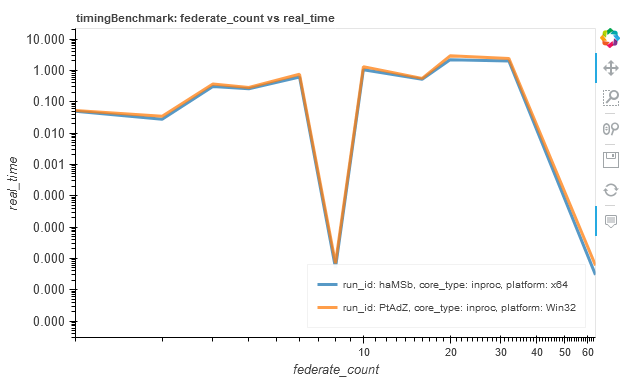 timingBenchmark: federate_count vs real_time
10.000
1.000
0.100
0.010
0.001
0.000
0.000
0.000
0.000
0.000
real_time
run_id: haMSb, core_type: inproc, platform: x64
run_id: PtAdZ, core_type: inproc, platform: Win32
10 20 30 40 50 60
federate_count